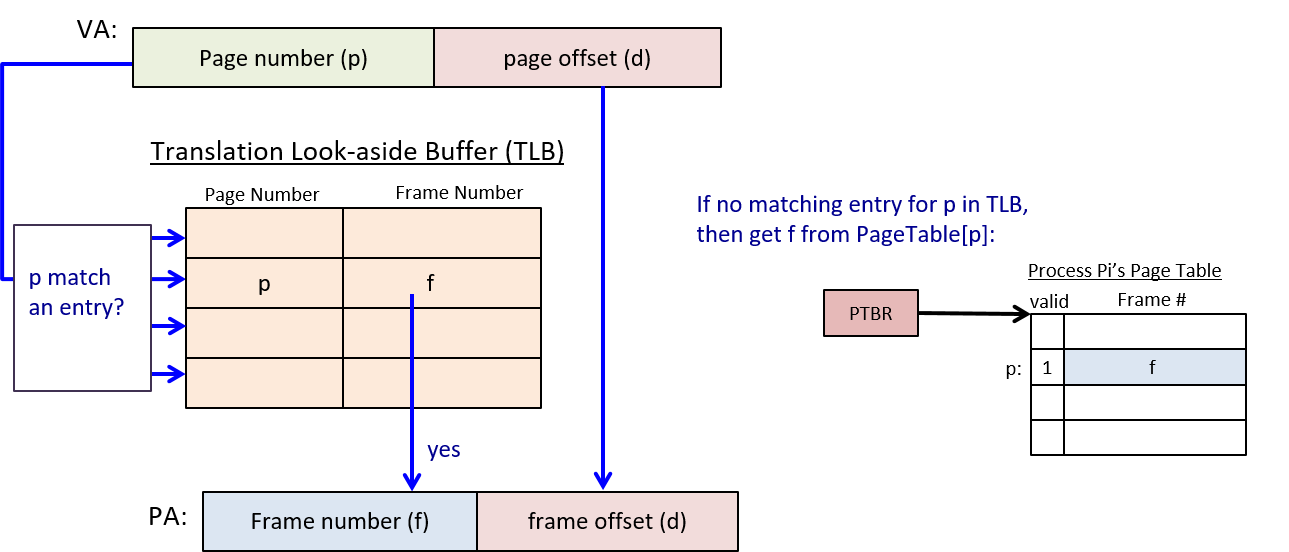 VA:
Page number (p)
page offset (d)
Translation Look-aside Buffer (TLB)
Page Number
Frame Number
p match
an entry?
p
f
yes
PA:
Frame number (f)
frame offset (d)
If no matching entry for p in TLB,
then get f from PageTable[p]:
Process Pi's Page Table
valid
Frame #
PTBR
p:
1
f